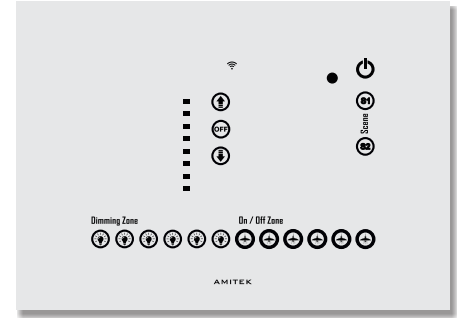 S1
OFF
Scene
S2
Dimming Zone
On / Off Zone
AMITEK